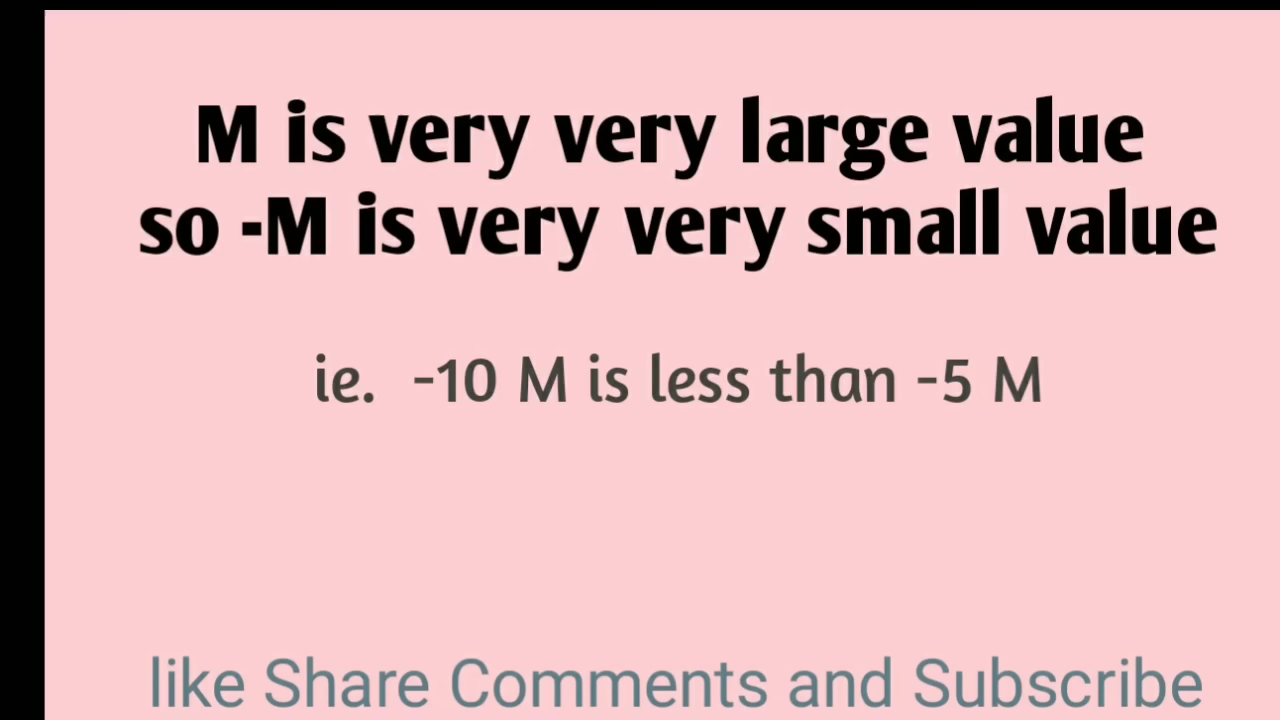 M is very very large value
so -M is very very small value
ie. -10 M is less than -5 M
like Share Comments and Subscribe